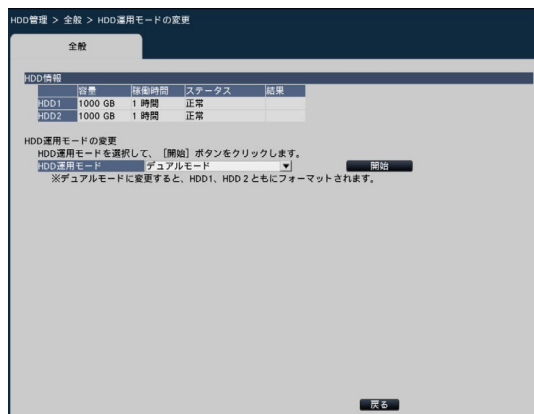 HDD管理 > 全般 > HDD運用モードの変更
全般
HDD情報
容量 稼働時間 ステータス 結果
HDD1 1000 GB 1 時間 正常
HDD2 1000 GB 1 時間 正常
HDD運用モードの変更
HDD運用モードを選択して、［開始］ボタンをクリックします。
HDD運用モード デュアルモード 開始
※デュアルモードに変更すると、HDD1、HDD 2 ともにフォーマットされます。
戻る